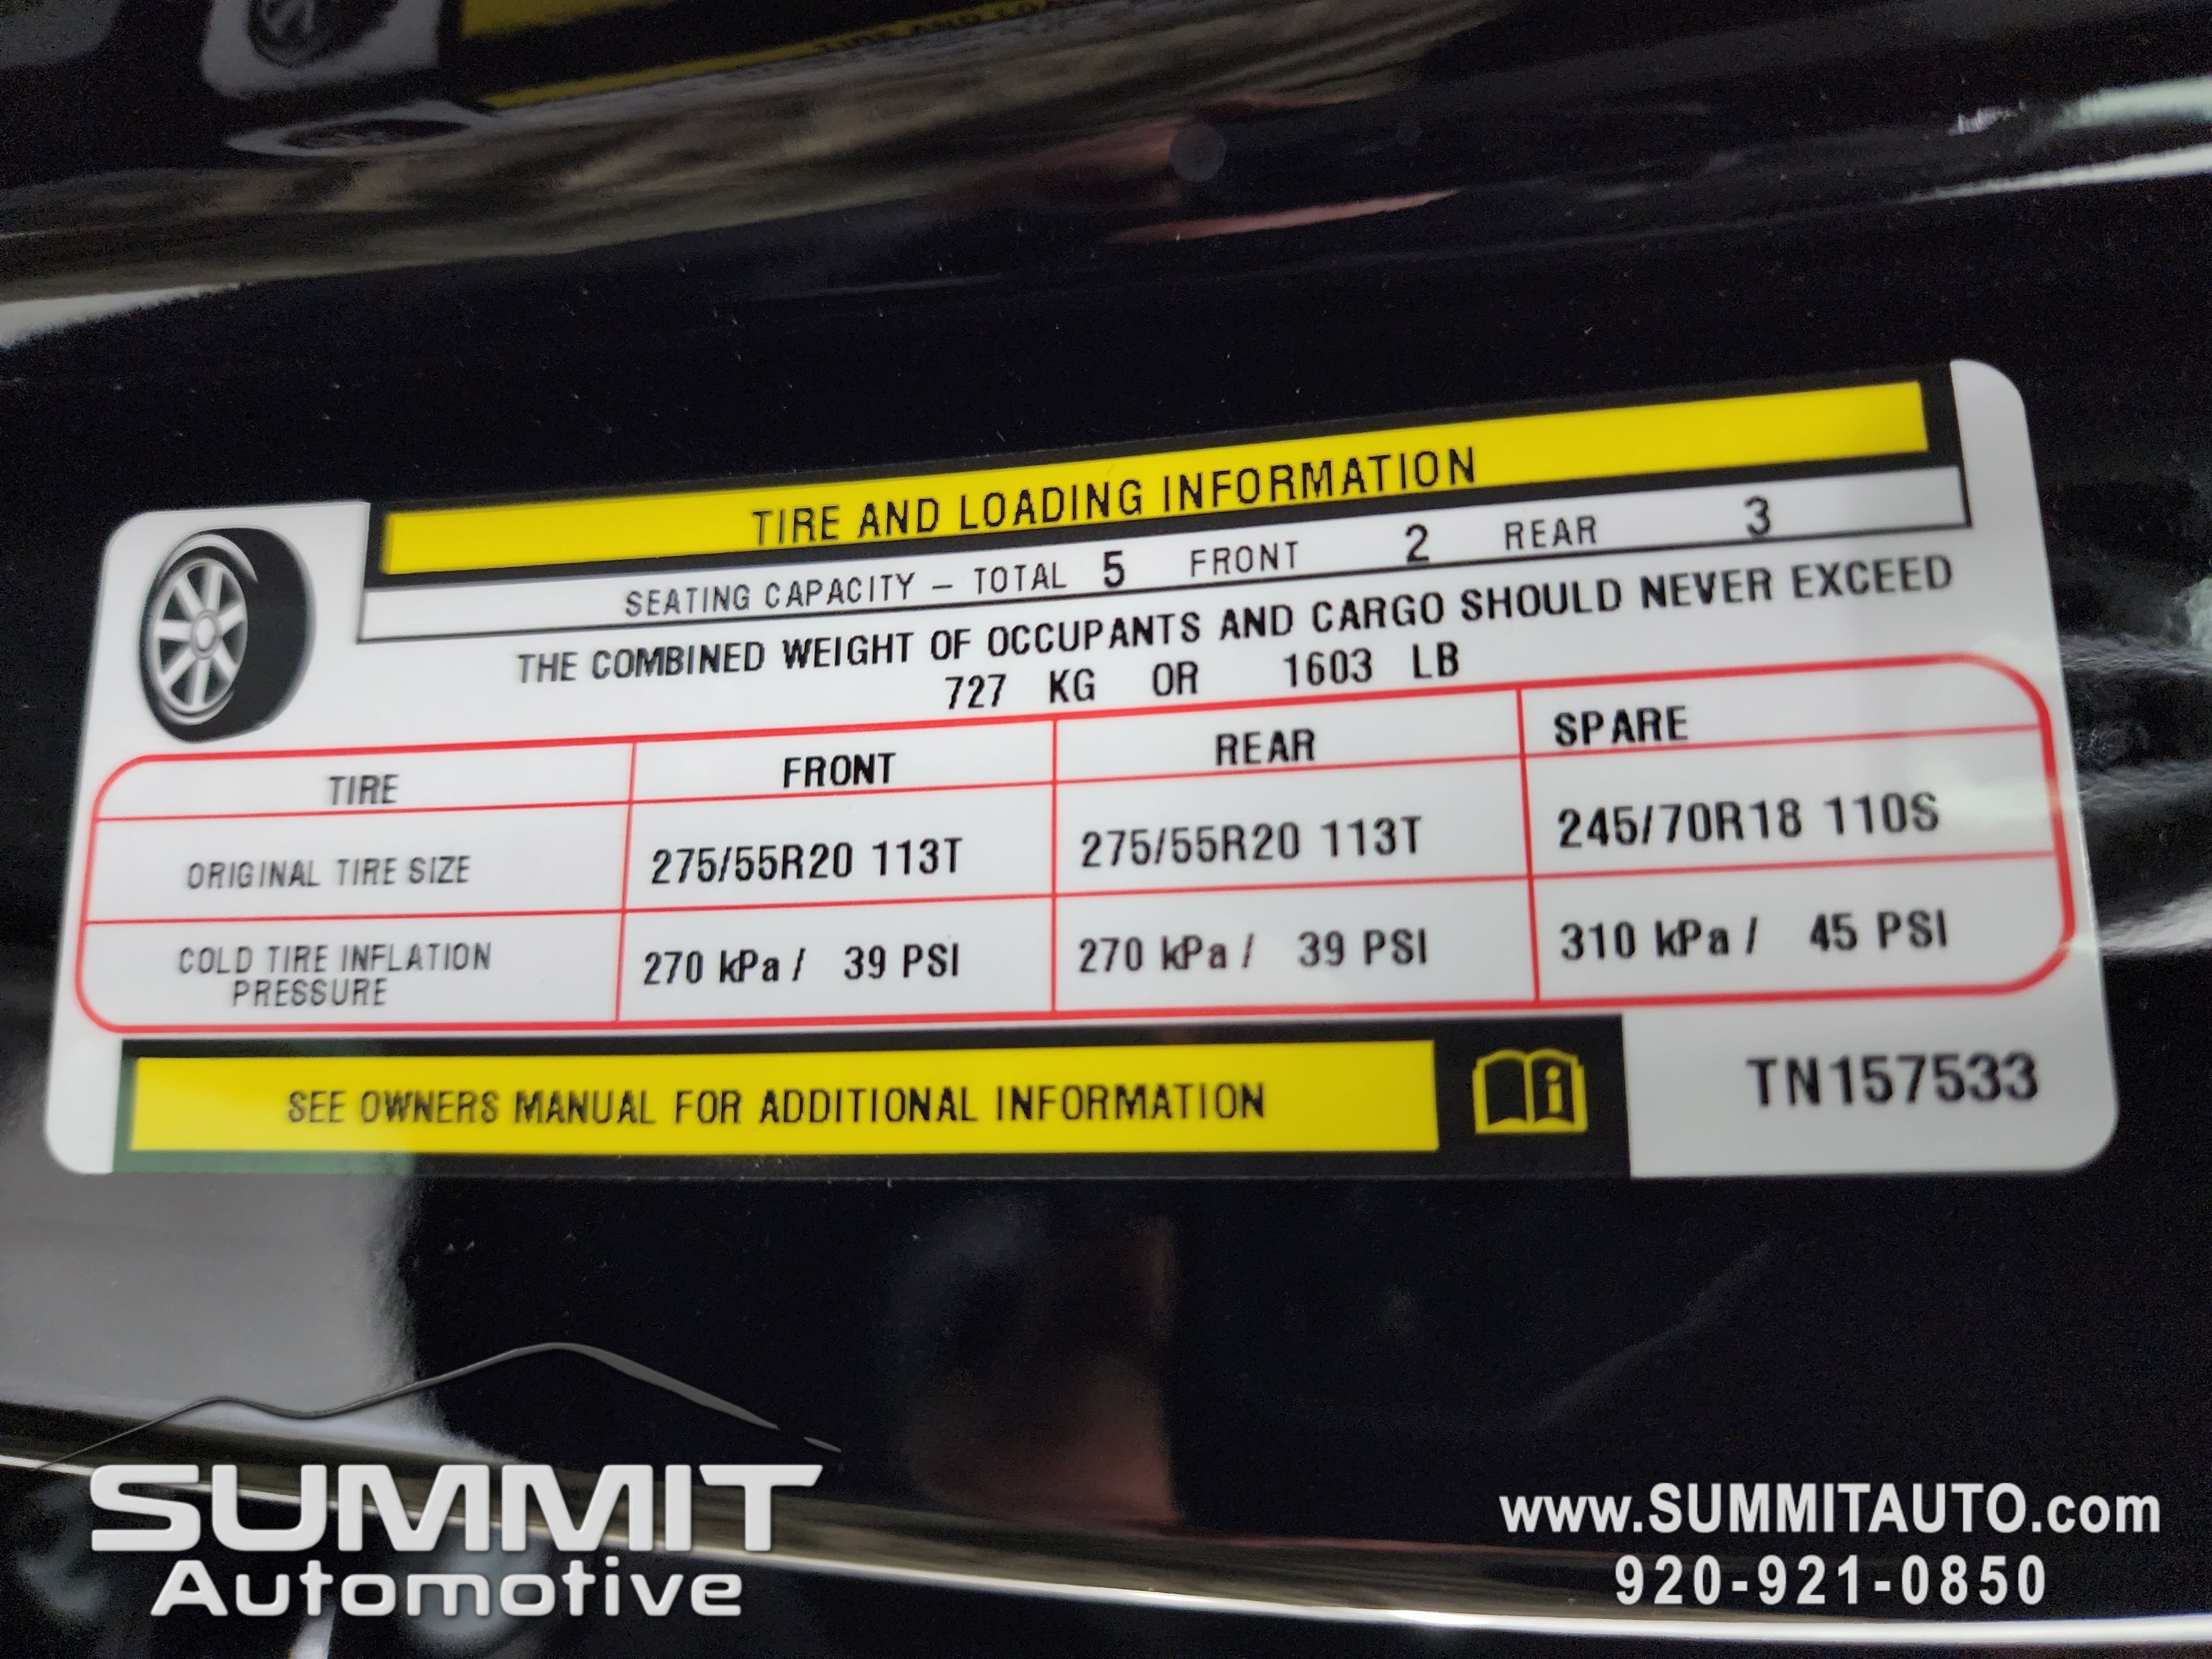 TIRE AND LOADING INFORMATION
SEATING CAPACITY – TOTAL 5 FRONT 2 REAR 3
THE COMBINED WEIGHT OF OCCUPANTS AND CARGO SHOULD NEVER EXCEED
727 KG OR 1603 LB
TIRE FRONT REAR SPARE
ORIGINAL TIRE SIZE 275/55R20 113T 275/55R20 113T 245/70R18 110S
COLD TIRE INFLATION
PRESSURE 270 kPa / 39 PSI 270 kPa / 39 PSI 310 kPa / 45 PSI
SEE OWNERS MANUAL FOR ADDITIONAL INFORMATION
TN157533
SUMMIT
Automotive
www.SUMMITAUTO.com
920-921-0850